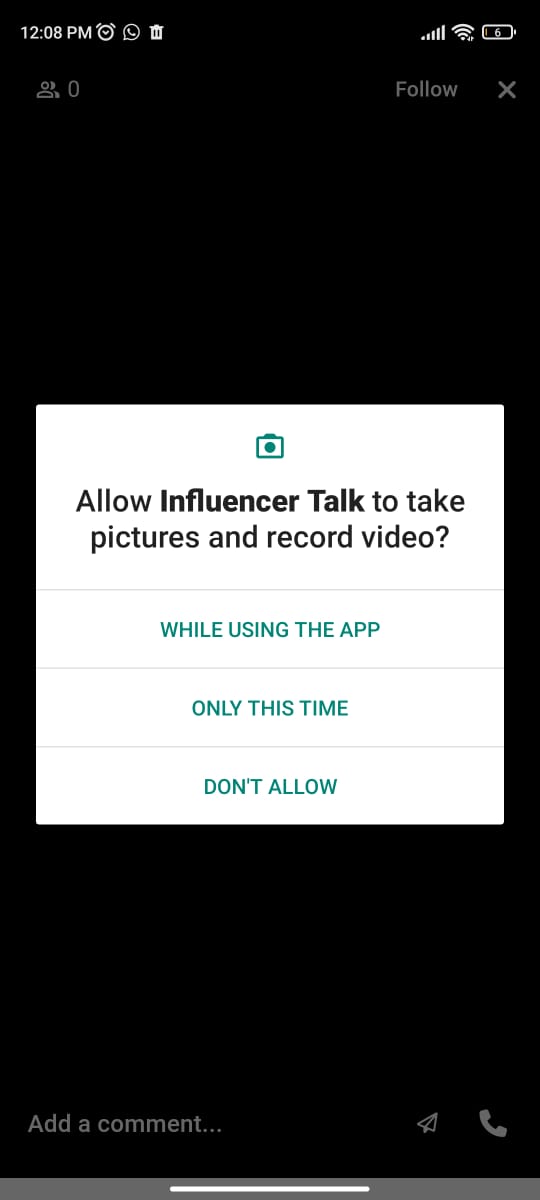 12:08 PM 6
0 Follow
Allow Influencer Talk to take
pictures and record video?
WHILE USING THE APP
ONLY THIS TIME
DON'T ALLOW
Add a comment...